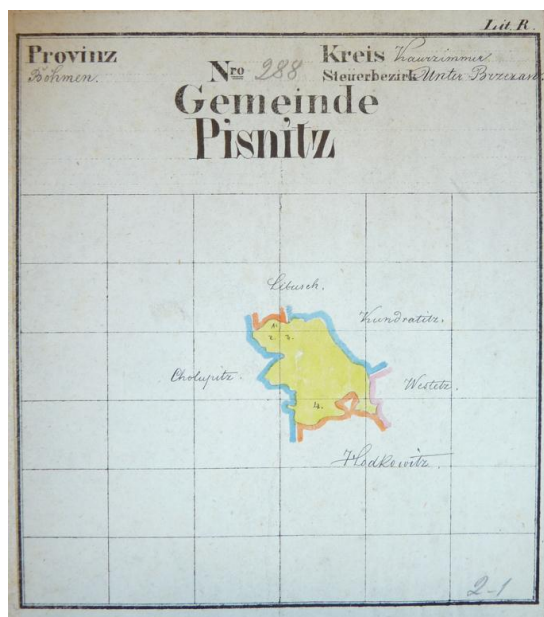 Lit. R.
Provinz
Böhmen.
Nro 288
Kreis Kaurzimmer.
Steuerbezirk Unter Brzezan.
Gemeinde
Pisnitz
Libusch.
Kundratitz.
Cholupitz.
Westetz.
Hodkowitz.
1.
2.
3.
4.
2-1